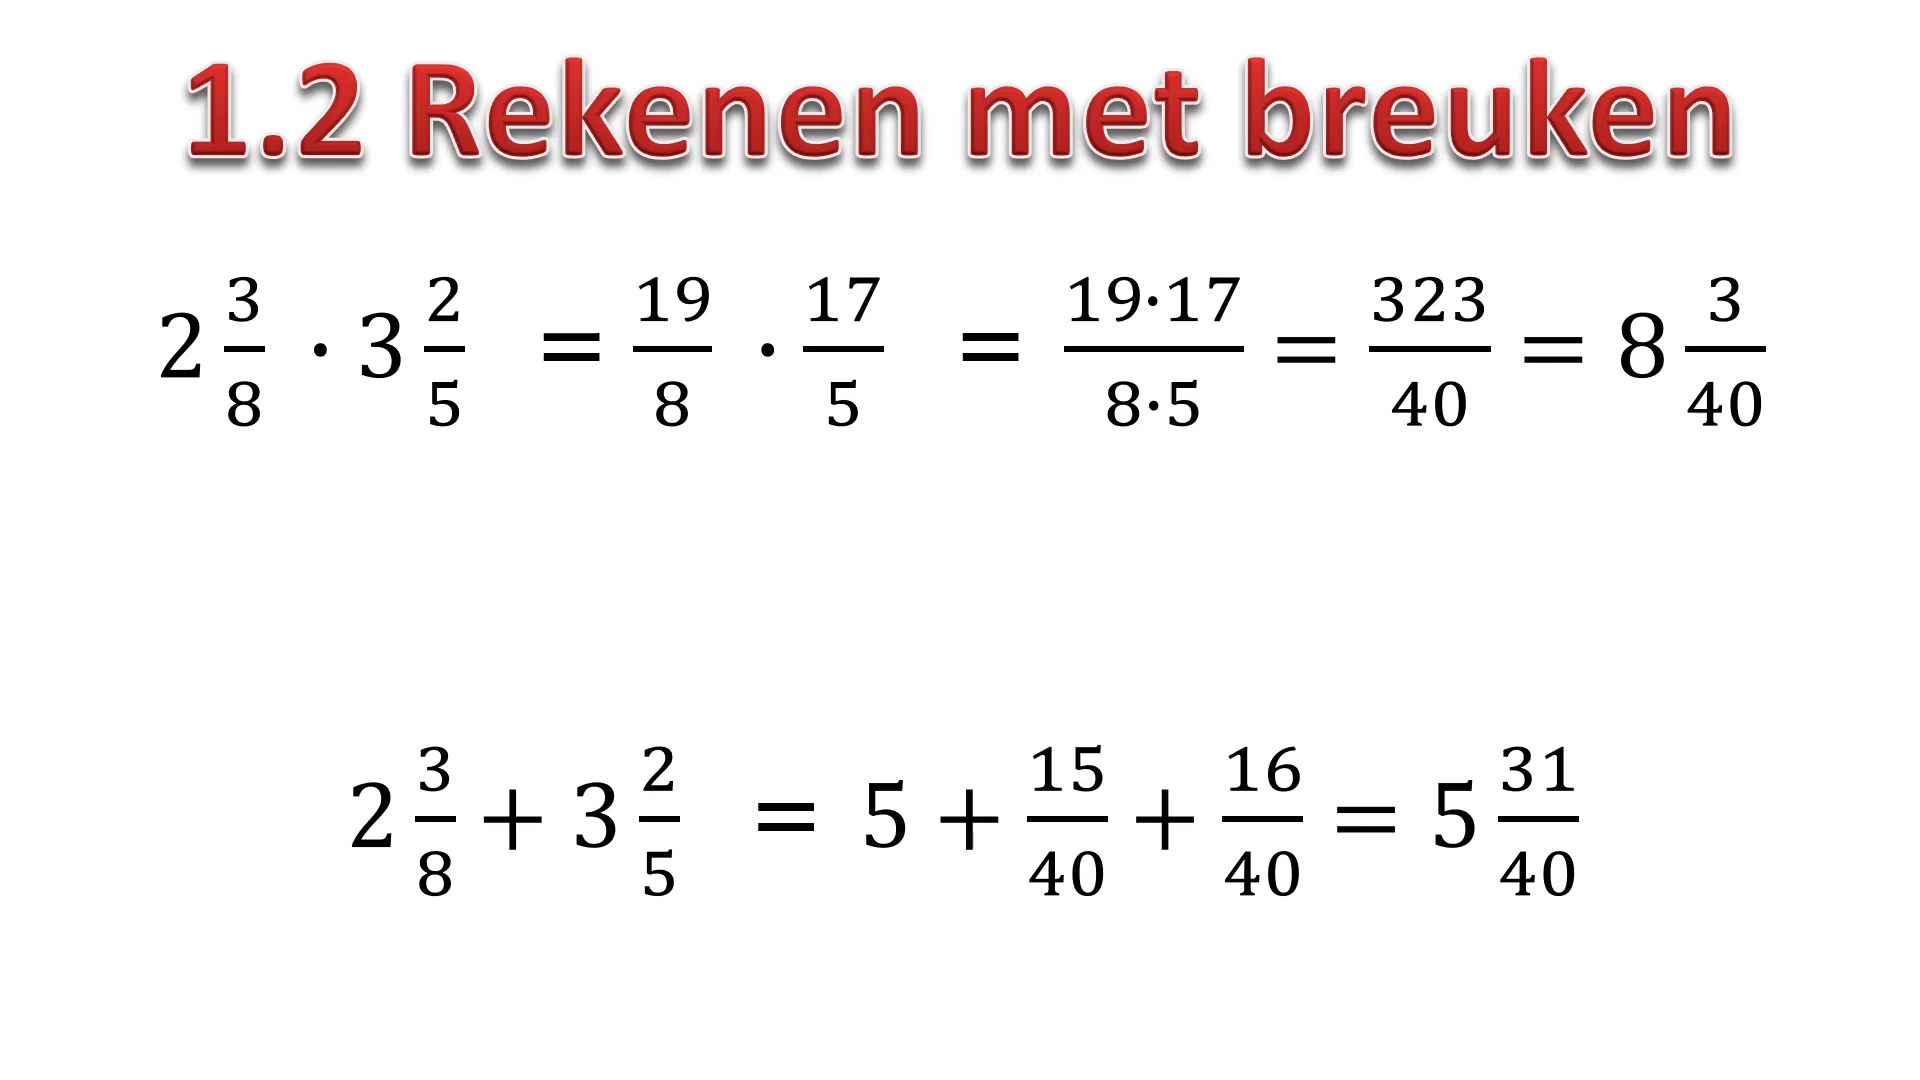 1.2 Rekenen met breuken
2 3/8 · 3 2/5 = 19/8 · 17/5 = 19·17/8·5 = 323/40 = 8 3/40
2 3/8 + 3 2/5 = 5 + 15/40 + 16/40 = 5 31/40